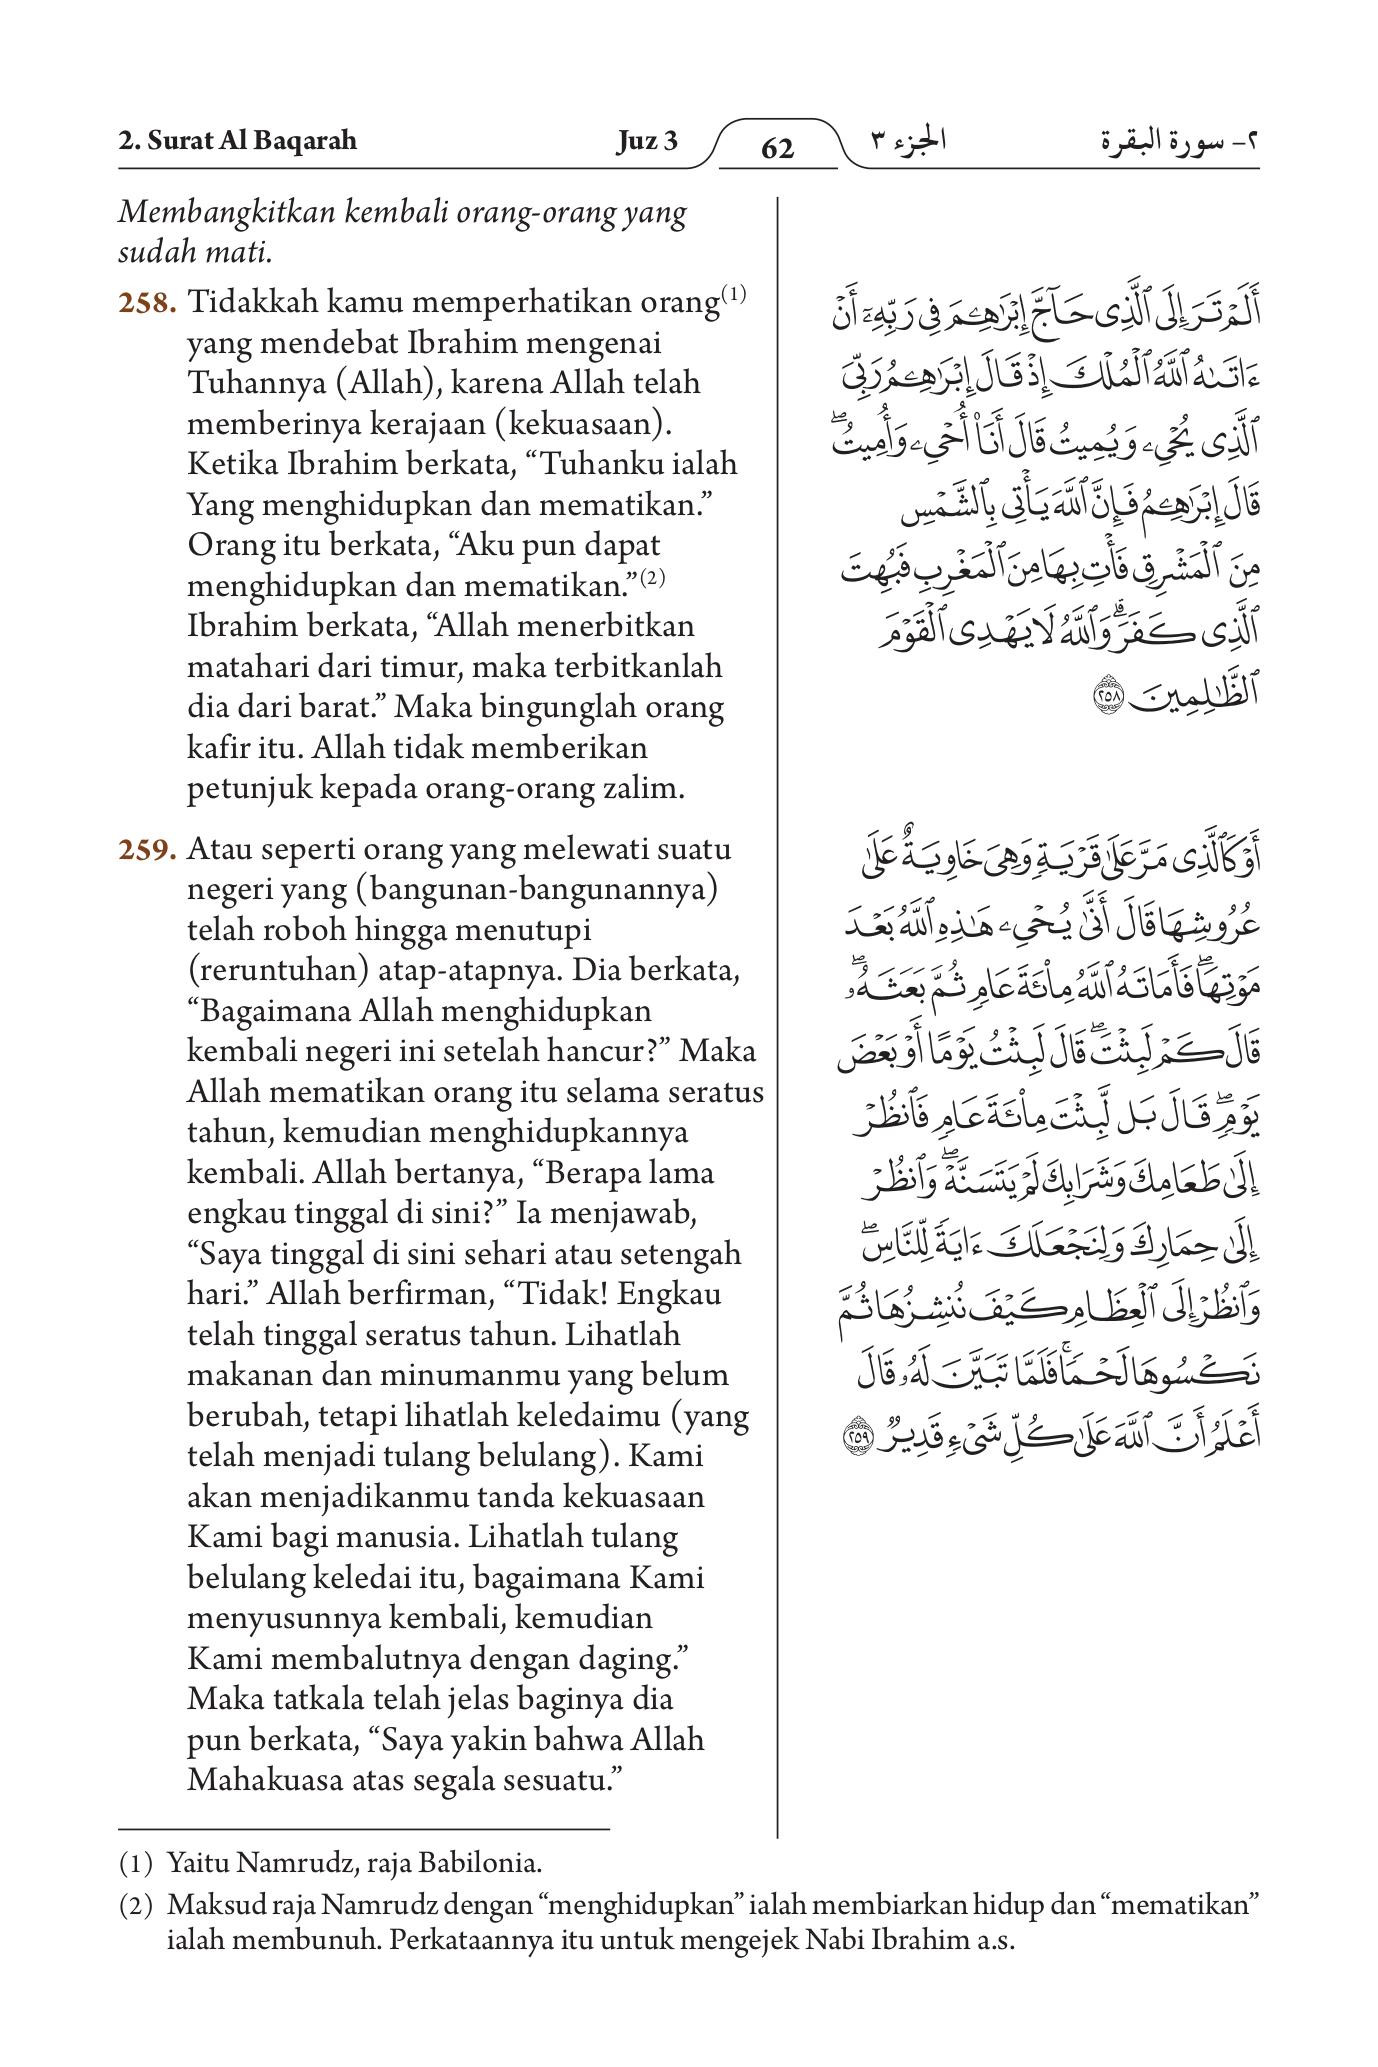 2. Surat Al Baqarah
Juz 3
62
الجزء ٣
٢- سورة البقرة
Membangkitkan kembali orang-orang yang
sudah mati.
258. Tidakkah kamu memperhatikan orang(1)
yang mendebat Ibrahim mengenai
Tuhannya (Allah), karena Allah telah
memberinya kerajaan (kekuasaan).
Ketika Ibrahim berkata, “Tuhanku ialah
Yang menghidupkan dan mematikan.”
Orang itu berkata, “Aku pun dapat
menghidupkan dan mematikan.”(2)
Ibrahim berkata, “Allah menerbitkan
matahari dari timur, maka terbitkanlah
dia dari barat.” Maka bingunglah orang
kafir itu. Allah tidak memberikan
petunjuk kepada orang-orang zalim.
259. Atau seperti orang yang melewati suatu
negeri yang (bangunan-bangunannya)
telah roboh hingga menutupi
(reruntuhan) atap-atapnya. Dia berkata,
“Bagaimana Allah menghidupkan
kembali negeri ini setelah hancur?” Maka
Allah mematikan orang itu selama seratus
tahun, kemudian menghidupkannya
kembali. Allah bertanya, “Berapa lama
engkau tinggal di sini?” Ia menjawab,
“Saya tinggal di sini sehari atau setengah
hari.” Allah berfirman, “Tidak! Engkau
telah tinggal seratus tahun. Lihatlah
makanan dan minumanmu yang belum
berubah, tetapi lihatlah keledaimu (yang
telah menjadi tulang belulang). Kami
akan menjadikanmu tanda kekuasaan
Kami bagi manusia. Lihatlah tulang
belulang keledai itu, bagaimana Kami
menyusunnya kembali, kemudian
Kami membalutnya dengan daging.”
Maka tatkala telah jelas baginya dia
pun berkata, “Saya yakin bahwa Allah
Mahakuasa atas segala sesuatu.”
أَلَمْ تَرَ إِلَى ٱلَّذِى حَآجَّ إِبْرَٰهِـۧمَ فِى رَبِّهِۦٓ أَنْ
ءَاتَىٰهُ ٱللَّهُ ٱلْمُلْكَ إِذْ قَالَ إِبْرَٰهِـۧمُ رَبِّىَ
ٱلَّذِى يُحْىِۦ وَيُمِيتُ قَالَ أَنَا۠ أُحْىِۦ وَأُمِيتُ ۖ
قَالَ إِبْرَٰهِـۧمُ فَإِنَّ ٱللَّهَ يَأْتِى بِٱلشَّمْسِ
مِنَ ٱلْمَشْرِقِ فَأْتِ بِهَا مِنَ ٱلْمَغْرِبِ فَبُهِتَ
ٱلَّذِى كَفَرَ ۗ وَٱللَّهُ لَا يَهْدِى ٱلْقَوْمَ
ٱلظَّـٰلِمِينَ ٢٥٨
أَوْ كَٱلَّذِى مَرَّ عَلَىٰ قَرْيَةٍ وَهِىَ خَاوِيَةٌ عَلَىٰ
عُرُوشِهَا قَالَ أَنَّىٰ يُحْىِۦ هَـٰذِهِ ٱللَّهُ بَعْدَ
مَوْتِهَا ۖ فَأَمَاتَهُ ٱللَّهُ مِا۟ئَةَ عَامٍ ثُمَّ بَعَثَهُۥ ۖ
قَالَ كَمْ لَبِثْتَ ۖ قَالَ لَبِثْتُ يَوْمًا أَوْ بَعْضَ
يَوْمٍ ۖ قَالَ بَل لَّبِثْتَ مِا۟ئَةَ عَامٍ فَٱنظُرْ
إِلَىٰ طَعَامِكَ وَشَرَابِكَ لَمْ يَتَسَنَّهْ ۖ وَٱنظُرْ
إِلَىٰ حِمَارِكَ وَلِنَجْعَلَكَ ءَايَةً لِّلنَّاسِ ۖ
وَٱنظُرْ إِلَى ٱلْعِظَامِ كَيْفَ نُنشِزُهَا ثُمَّ
نَكْسُوهَا لَحْمًا ۚ فَلَمَّا تَبَيَّنَ لَهُۥ قَالَ
أَعْلَمُ أَنَّ ٱللَّهَ عَلَىٰ كُلِّ شَىْءٍ قَدِيرٌ ٢٥٩
(1) Yaitu Namrudz, raja Babilonia.
(2) Maksud raja Namrudz dengan “menghidupkan” ialah membiarkan hidup dan “mematikan”
ialah membunuh. Perkataannya itu untuk mengejek Nabi Ibrahim a.s.